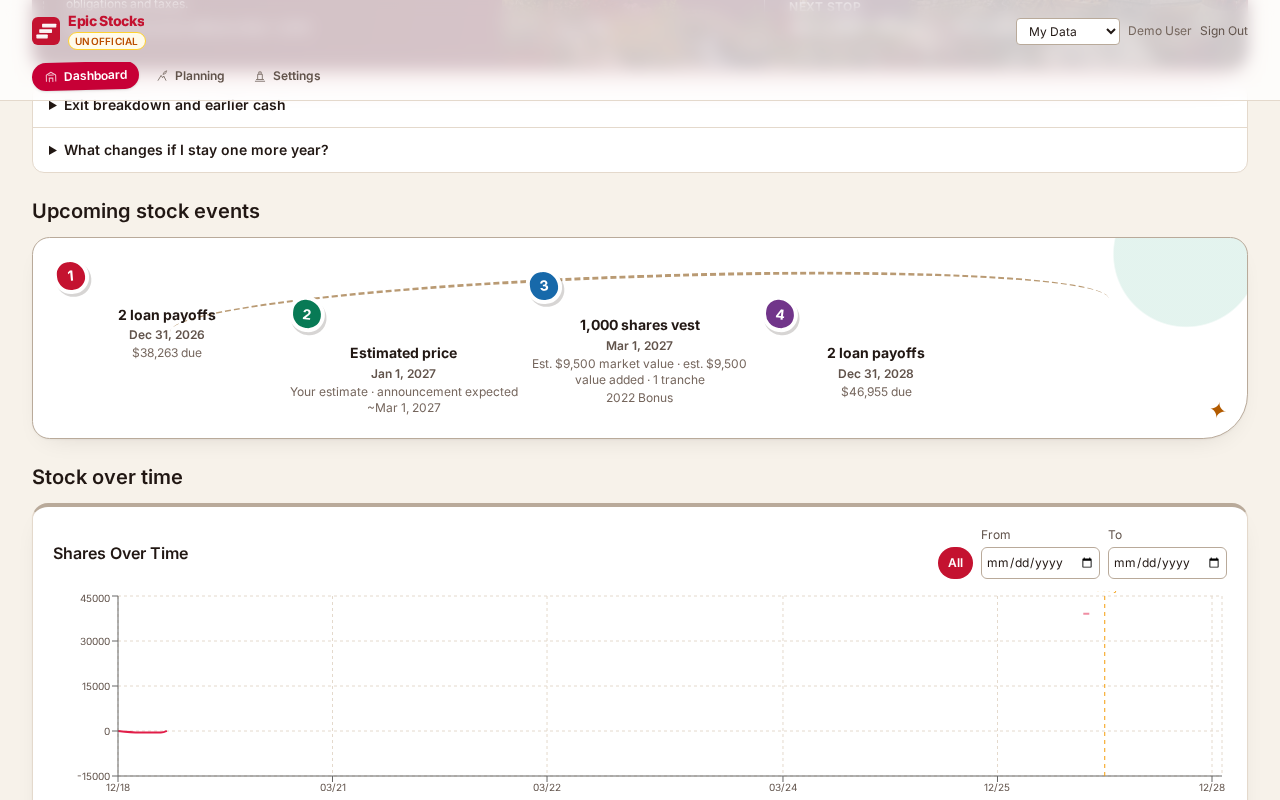 obligations and taxes.
NEXT STOP
Epic Stocks
UNOFFICIAL
My Data
Demo User
Sign Out
Dashboard
Planning
Settings
Exit breakdown and earlier cash
What changes if I stay one more year?
Upcoming stock events
1
2 loan payoffs
Dec 31, 2026
$38,263 due
2
Estimated price
Jan 1, 2027
Your estimate · announcement expected
~Mar 1, 2027
3
1,000 shares vest
Mar 1, 2027
Est. $9,500 market value · est. $9,500
value added · 1 tranche
2022 Bonus
4
2 loan payoffs
Dec 31, 2028
$46,955 due
Stock over time
Shares Over Time
All
From
mm/dd/yyyy
To
mm/dd/yyyy
45000
30000
15000
0
-15000
12/18
03/21
03/22
03/24
12/25
12/28